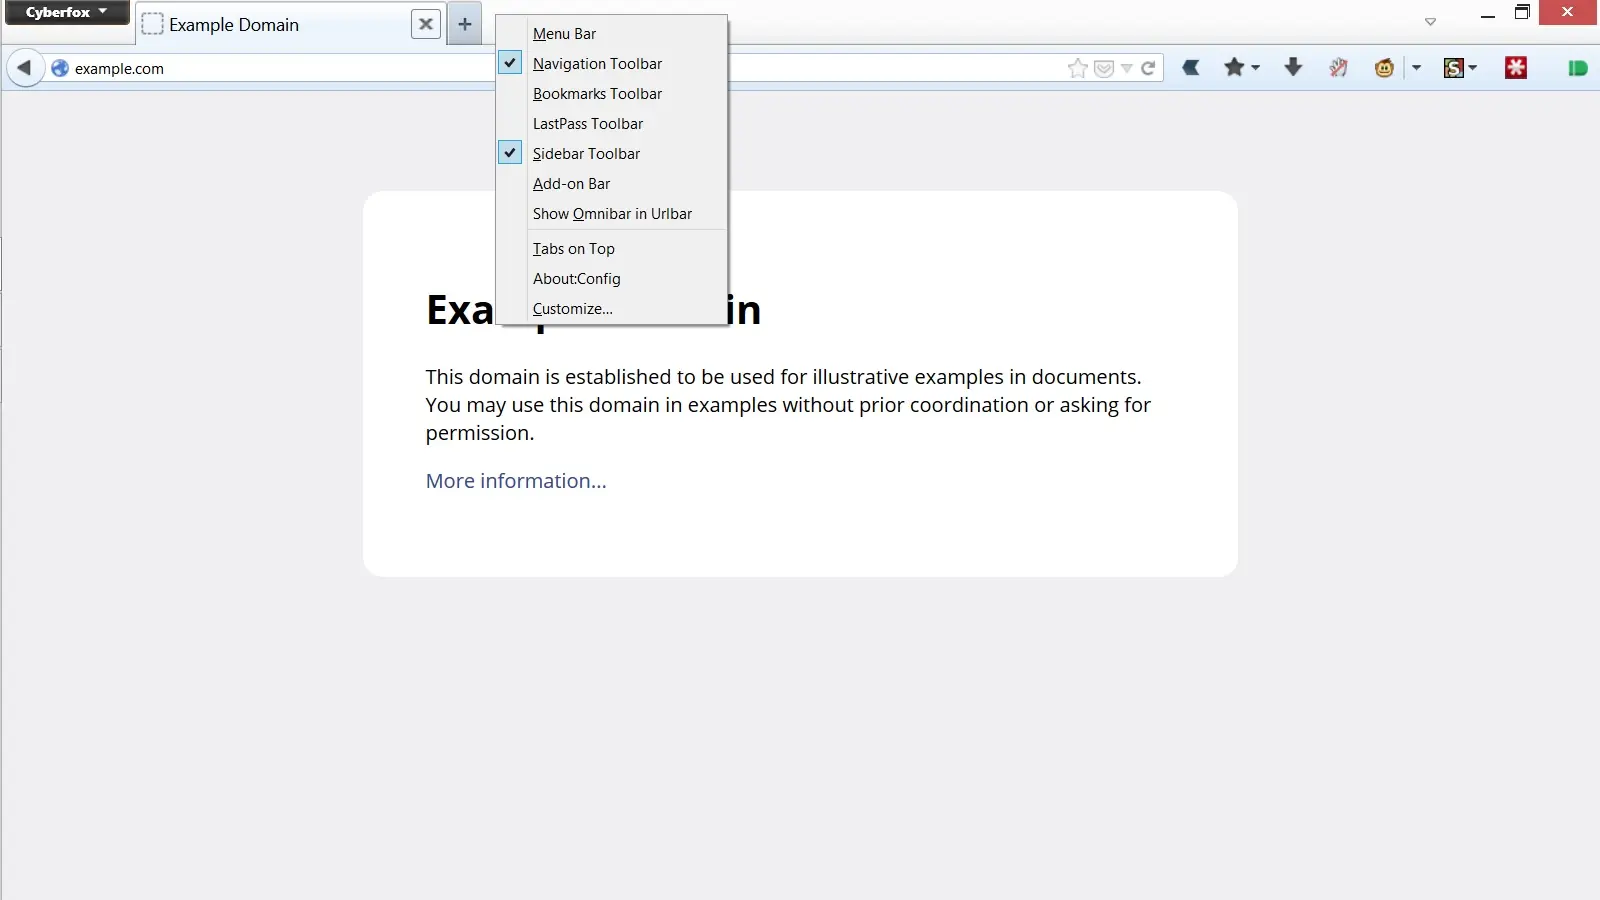 Cyberfox
Example Domain
example.com
Menu Bar
Navigation Toolbar
Bookmarks Toolbar
LastPass Toolbar
Sidebar Toolbar
Add-on Bar
Show Omnibar in Urlbar
Tabs on Top
About:Config
Customize...
Exa in
This domain is established to be used for illustrative examples in documents.
You may use this domain in examples without prior coordination or asking for
permission.
More information...